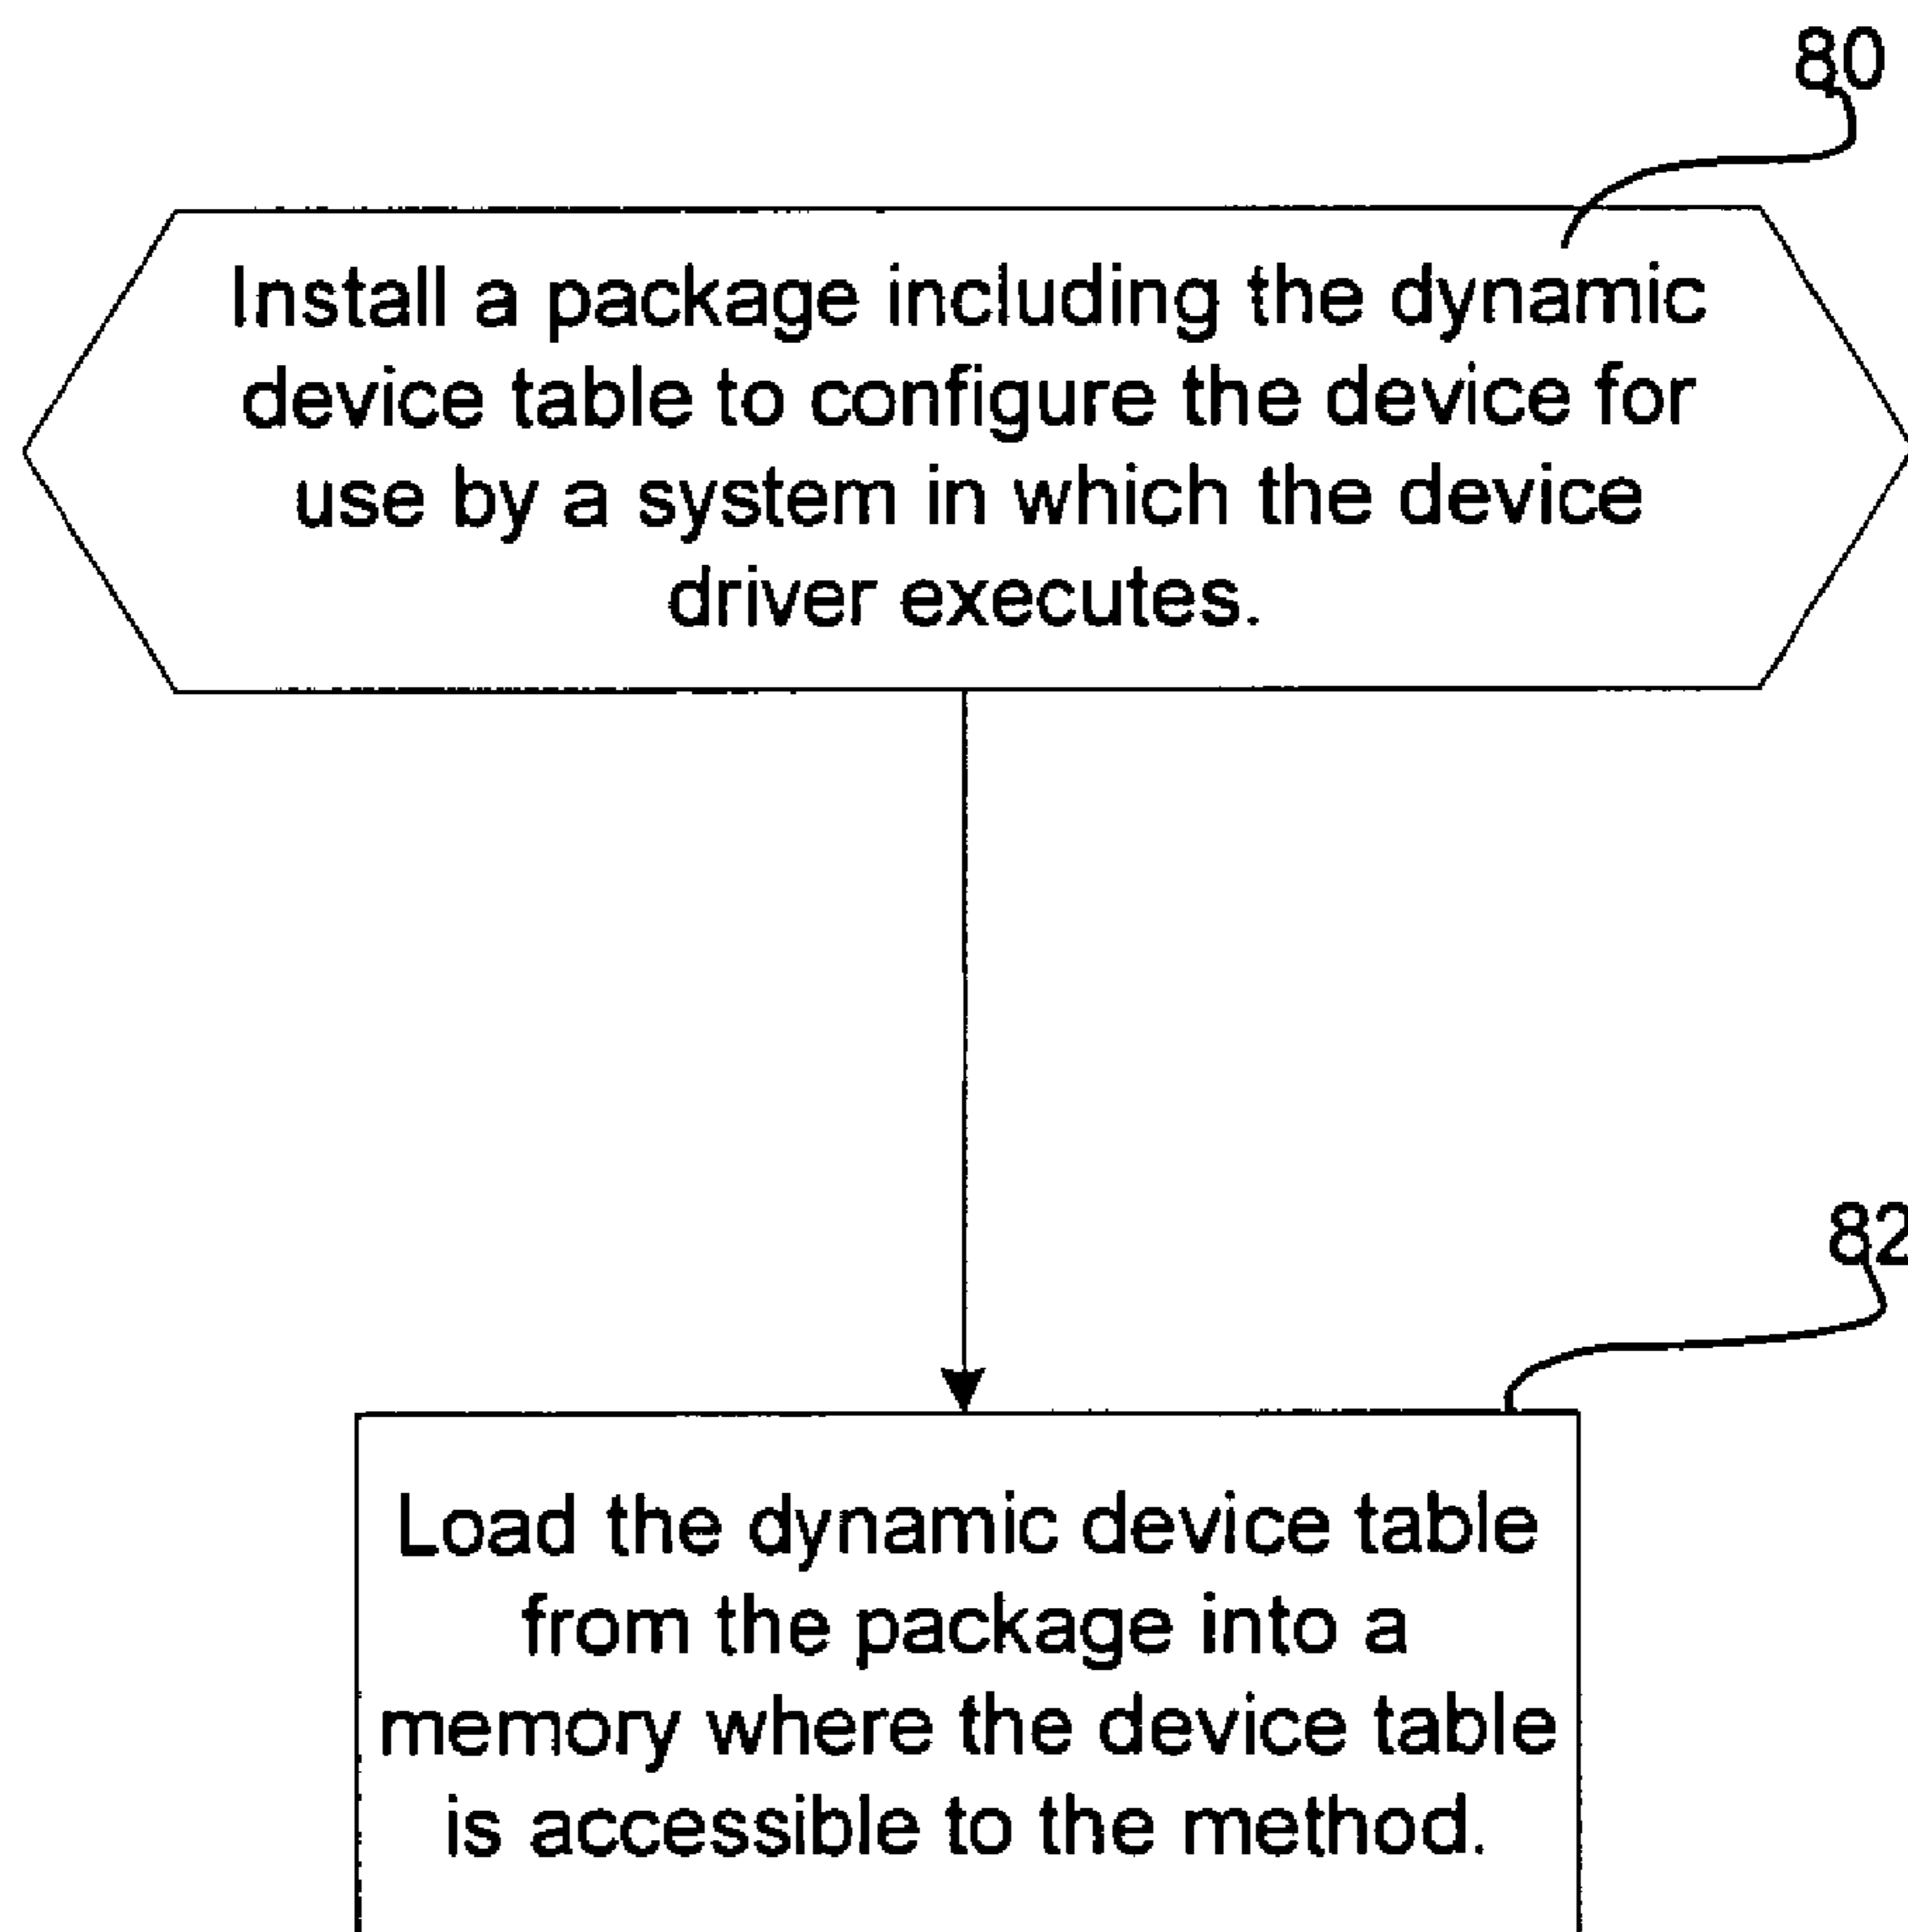 80
Install a package including the dynamic
device table to configure the device for
use by a system in which the device
driver executes.
82
Load the dynamic device table
from the package into a
memory where the device table
is accessible to the method.